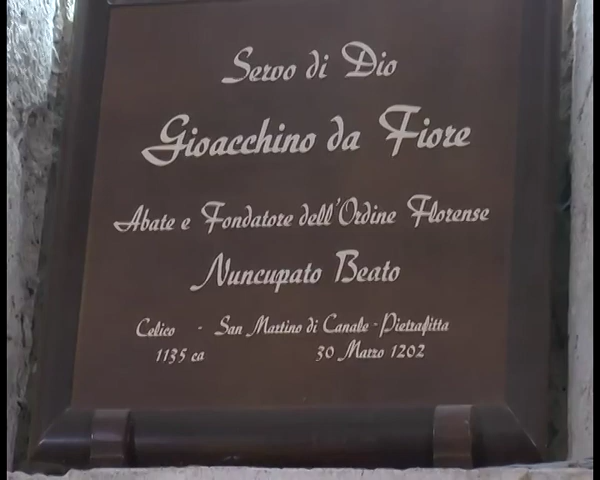 Servo di Dio
Gioacchino da Fiore
Abate e Fondatore dell'Ordine Florense
Nuncupato Beato
Celico - San Martino di Canale - Pietrafitta
1135 ca 30 Marzo 1202